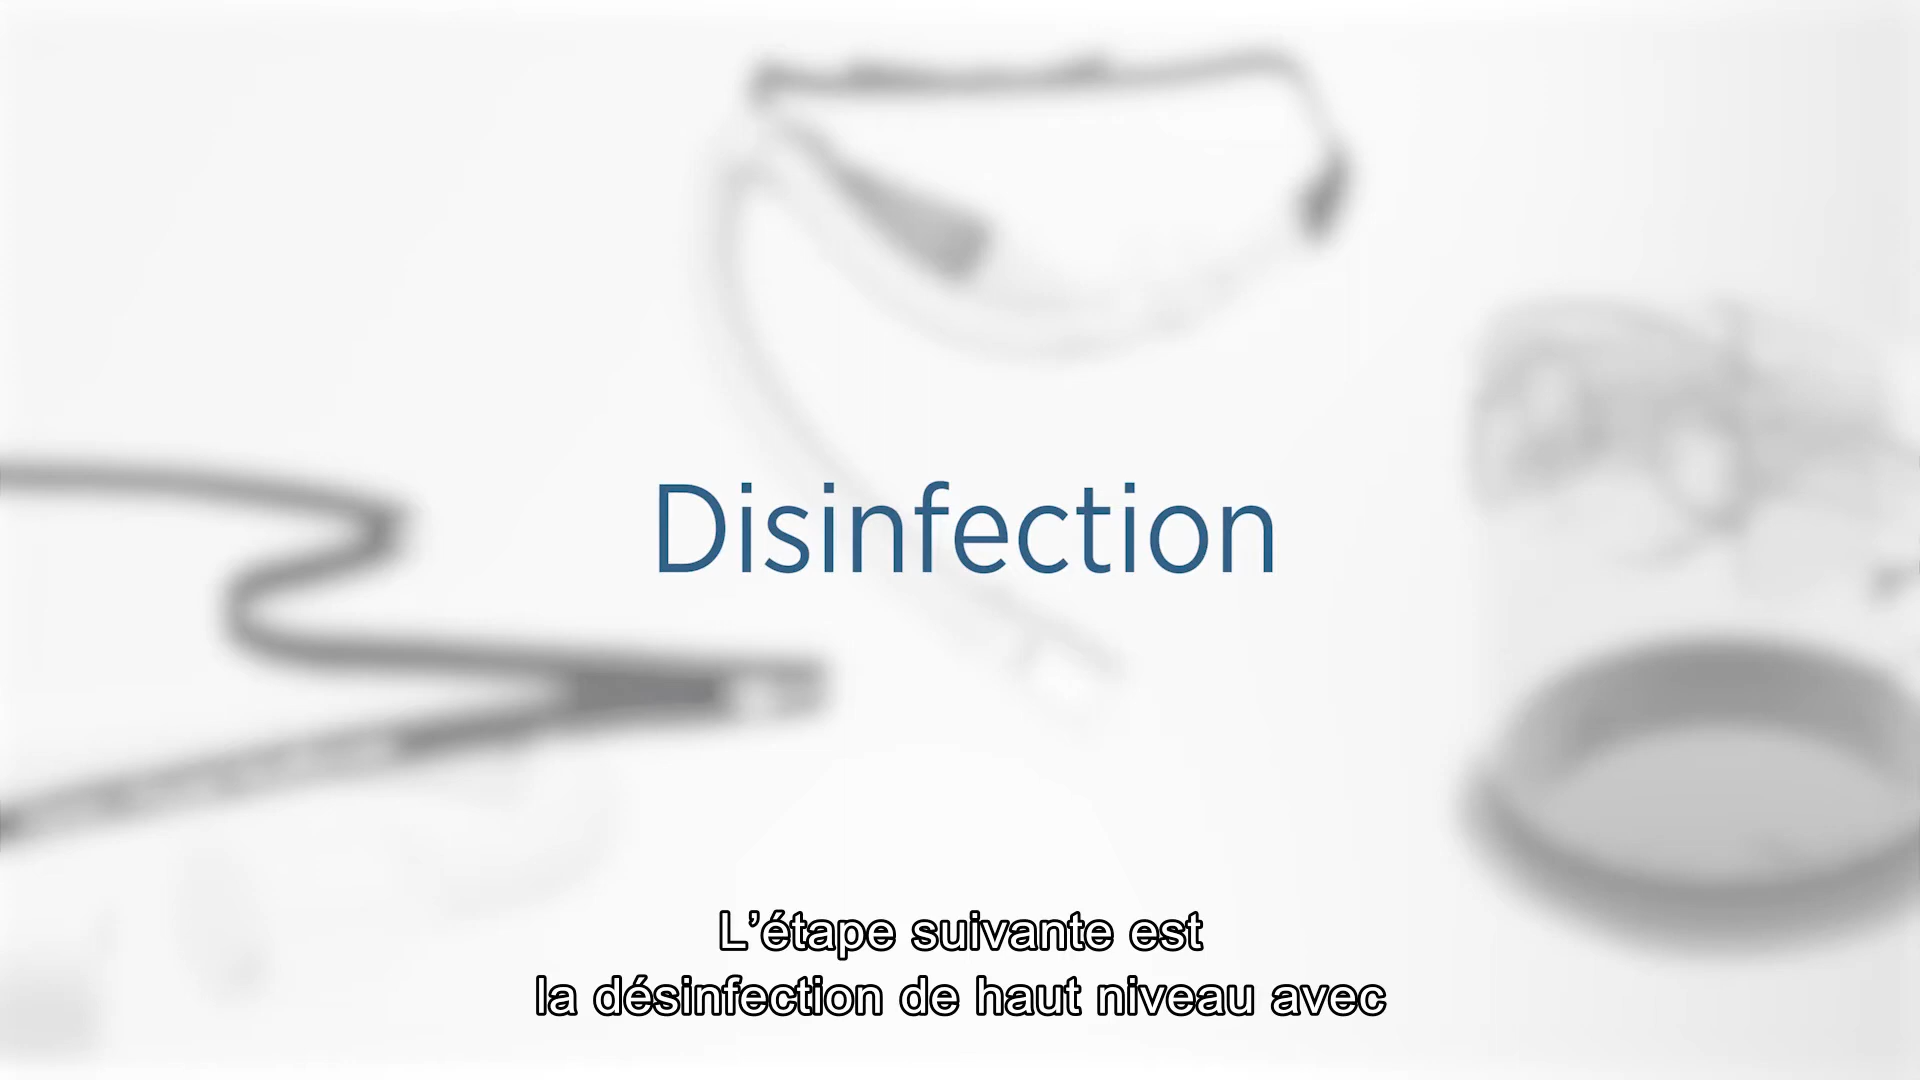 Disinfection
L’étape suivante est
la désinfection de haut niveau avec